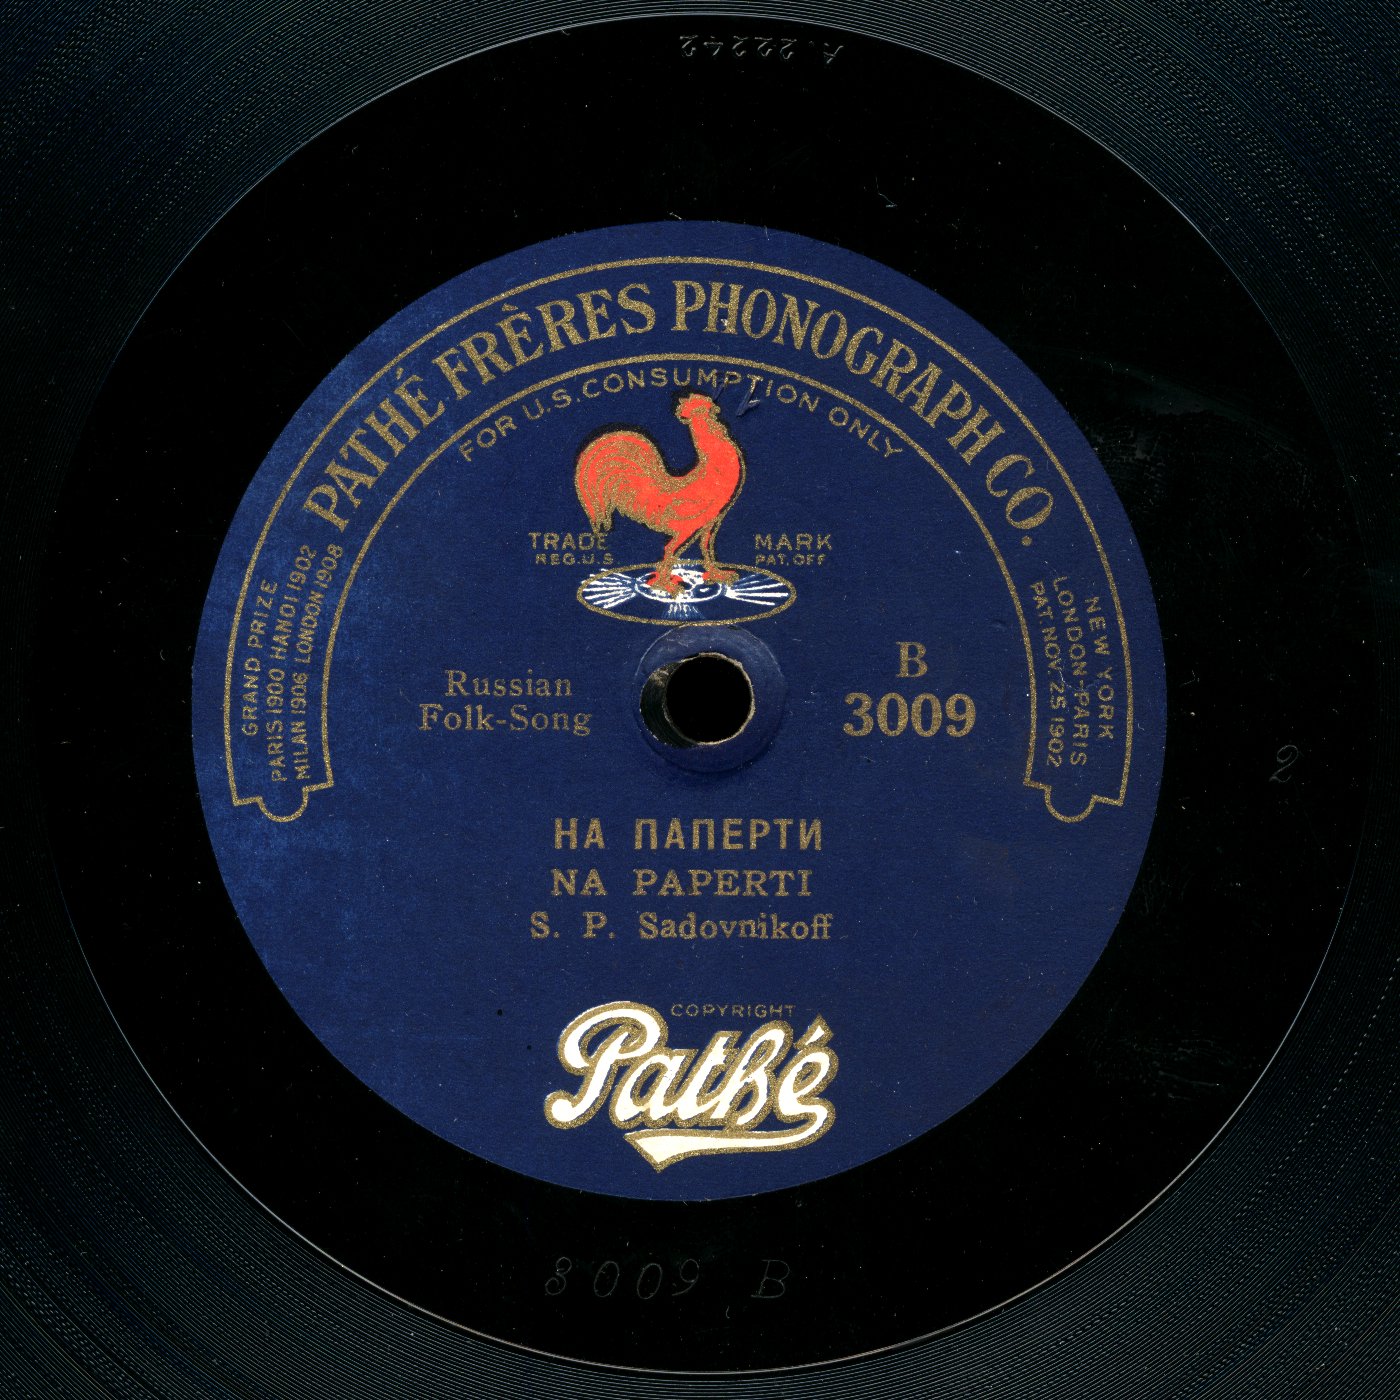 A.22242
PATHÉ FRÈRES PHONOGRAPH CO.
FOR U.S. CONSUMPTION ONLY
TRADE MARK
REG.U.S. PAT.OFF.
GRAND PRIZE
PARIS 1900 HANOI 1902
MILAN 1906 LONDON 1908
NEW YORK
LONDON-PARIS
PAT. NOV. 25 1902
Russian
Folk-Song
B
3009
2
НА ПАПЕРТИ
NA PAPERTI
S. P. Sadovnikoff
COPYRIGHT
Pathé
3009 B